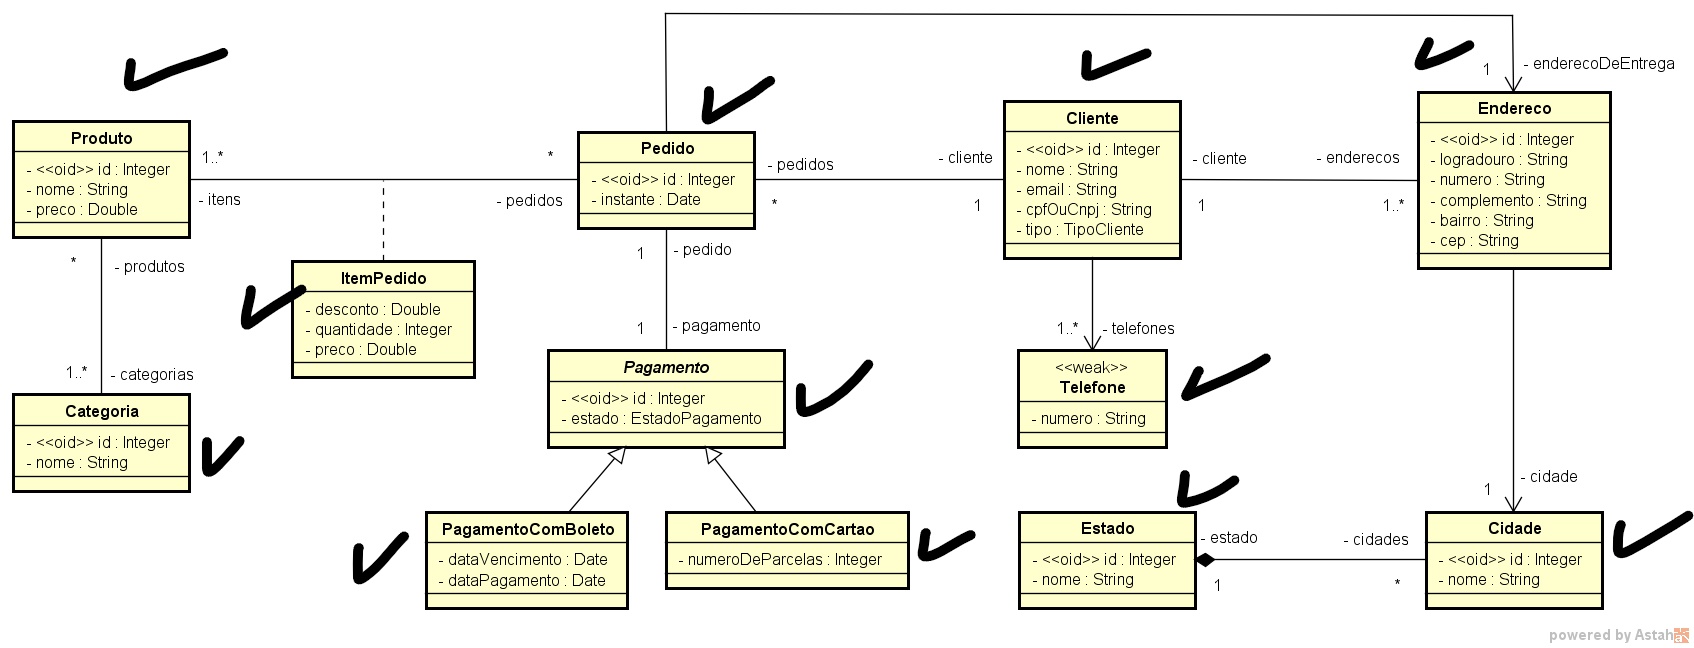 - enderecoDeEntrega
1
Produto
- <<oid>> id : Integer
- nome : String
- preco : Double
1..*
- itens
*
- pedidos
Pedido
- <<oid>> id : Integer
- instante : Date
- pedidos
*
- cliente
1
Cliente
- <<oid>> id : Integer
- nome : String
- email : String
- cpfOuCnpj : String
- tipo : TipoCliente
- cliente
1
- enderecos
1..*
Endereco
- <<oid>> id : Integer
- logradouro : String
- numero : String
- complemento : String
- bairro : String
- cep : String
*
- produtos
1..*
- categorias
Categoria
- <<oid>> id : Integer
- nome : String
ItemPedido
- desconto : Double
- quantidade : Integer
- preco : Double
1
- pedido
1
- pagamento
Pagamento
- <<oid>> id : Integer
- estado : EstadoPagamento
1..*
- telefones
<<weak>>
Telefone
- numero : String
PagamentoComBoleto
- dataVencimento : Date
- dataPagamento : Date
PagamentoComCartao
- numeroDeParcelas : Integer
Estado
- <<oid>> id : Integer
- nome : String
- estado
1
- cidades
*
1
- cidade
Cidade
- <<oid>> id : Integer
- nome : String
powered by Astah